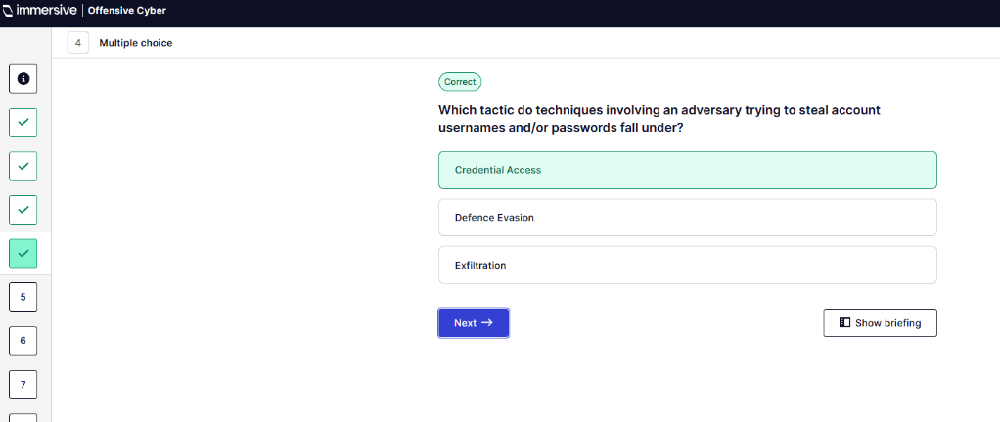 immersive | Offensive Cyber
4 Multiple choice
Correct
Which tactic do techniques involving an adversary trying to steal account
usernames and/or passwords fall under?
Credential Access
Defence Evasion
Exfiltration
Next →
Show briefing
5
6
7